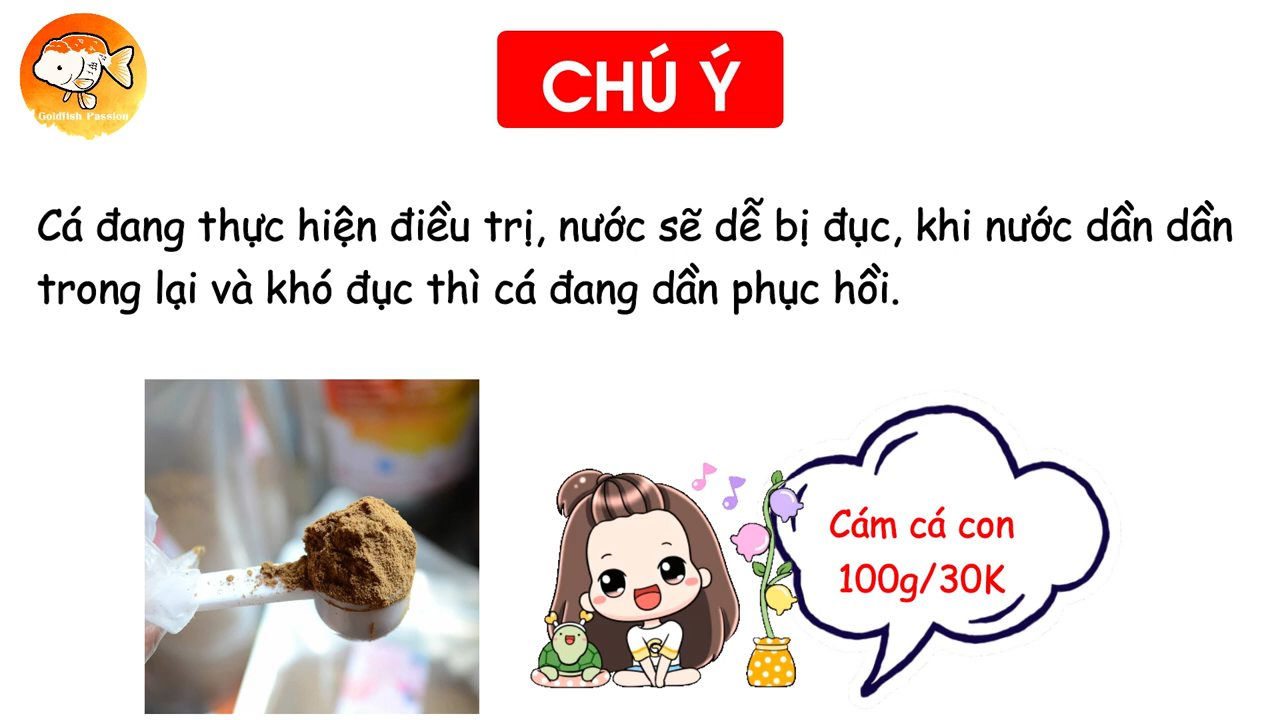 Goldfish Passion
CHÚ Ý
Cá đang thực hiện điều trị, nước sẽ dễ bị đục, khi nước dần dần
trong lại và khó đục thì cá đang dần phục hồi.
Cám cá con
100g/30K